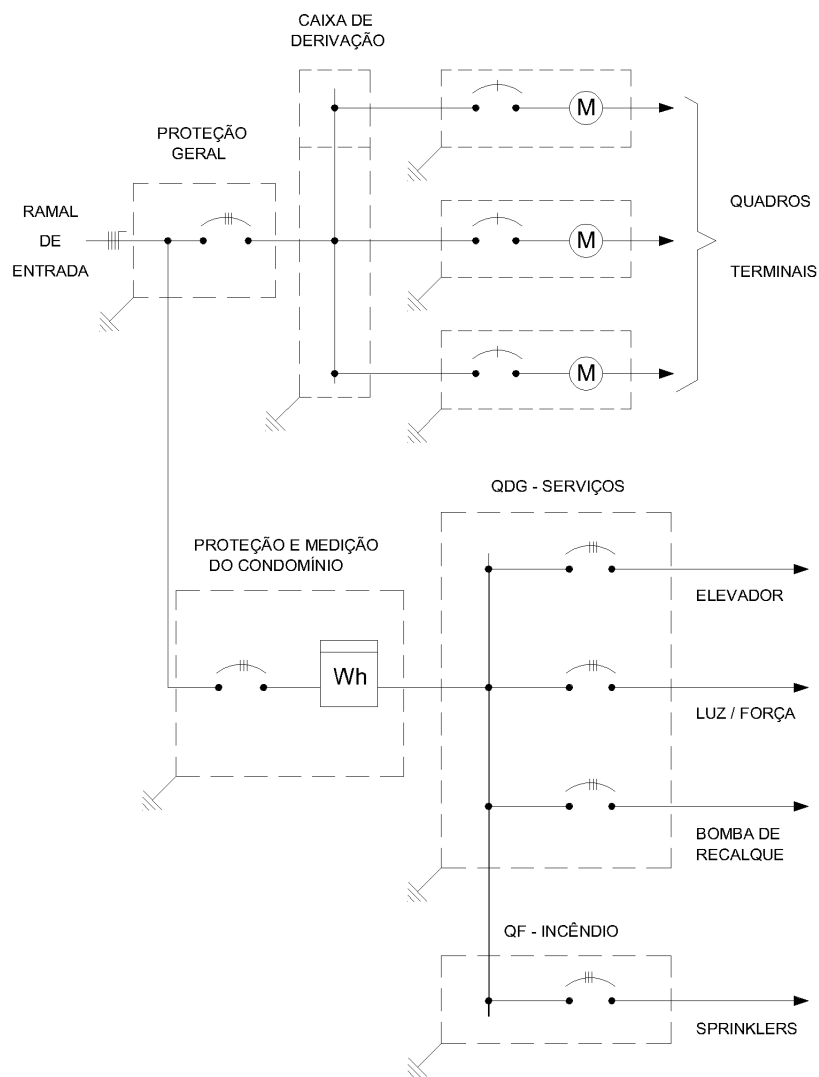 CAIXA DE
DERIVAÇÃO
PROTEÇÃO
GERAL
RAMAL
DE
ENTRADA
M
M
M
QUADROS
TERMINAIS
QDG - SERVIÇOS
PROTEÇÃO E MEDIÇÃO
DO CONDOMÍNIO
Wh
ELEVADOR
LUZ / FORÇA
BOMBA DE
RECALQUE
QF - INCÊNDIO
SPRINKLERS